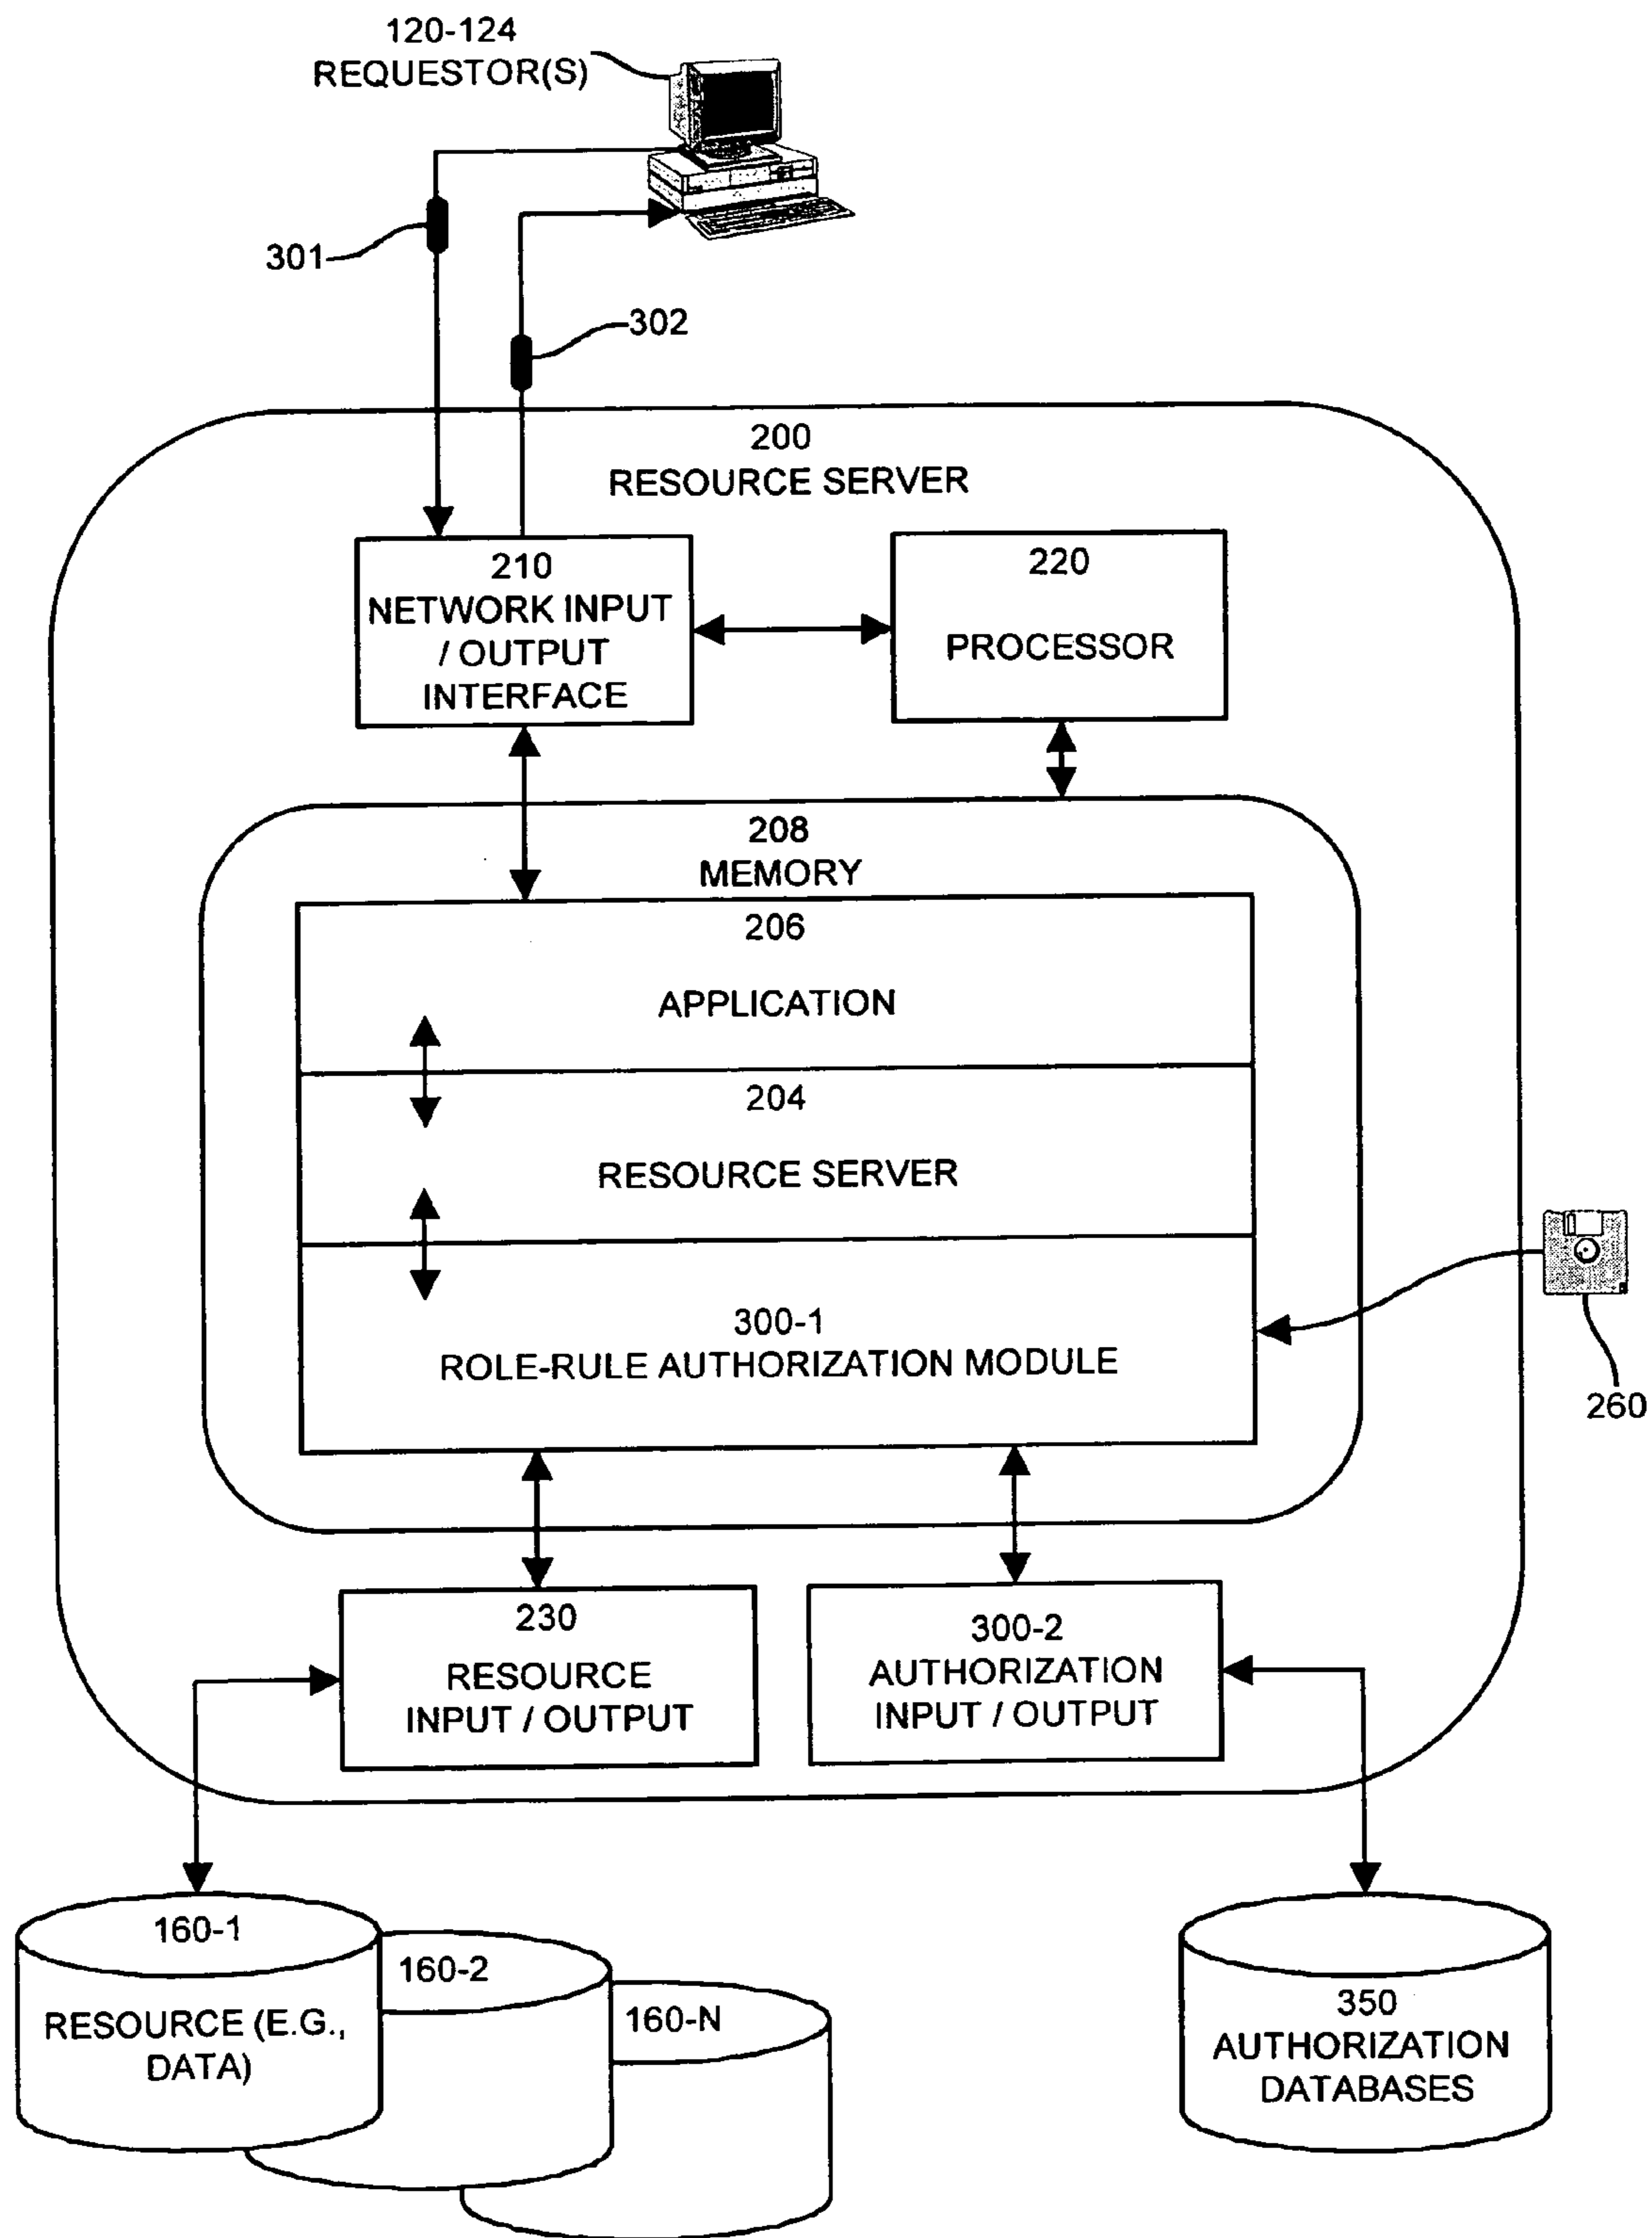 120-124
REQUESTOR(S)
301
302
200
RESOURCE SERVER
210
NETWORK INPUT
/ OUTPUT
INTERFACE
220
PROCESSOR
208
MEMORY
206
APPLICATION
204
RESOURCE SERVER
300-1
ROLE-RULE AUTHORIZATION MODULE
260
230
RESOURCE
INPUT / OUTPUT
300-2
AUTHORIZATION
INPUT / OUTPUT
160-1
RESOURCE (E.G.,
DATA)
160-2
160-N
350
AUTHORIZATION
DATABASES